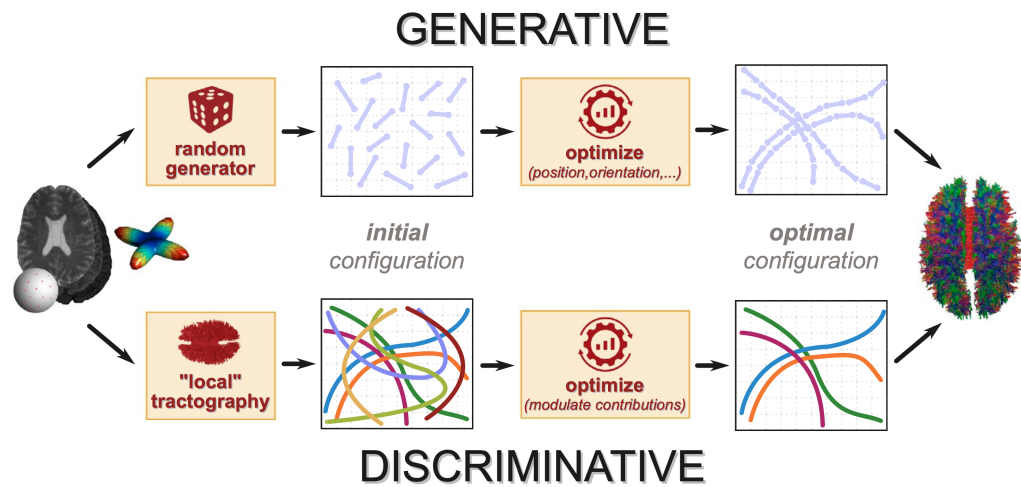 GENERATIVE
random
generator
optimize
(position,orientation,...)
initial
configuration
optimal
configuration
"local"
tractography
optimize
(modulate contributions)
DISCRIMINATIVE